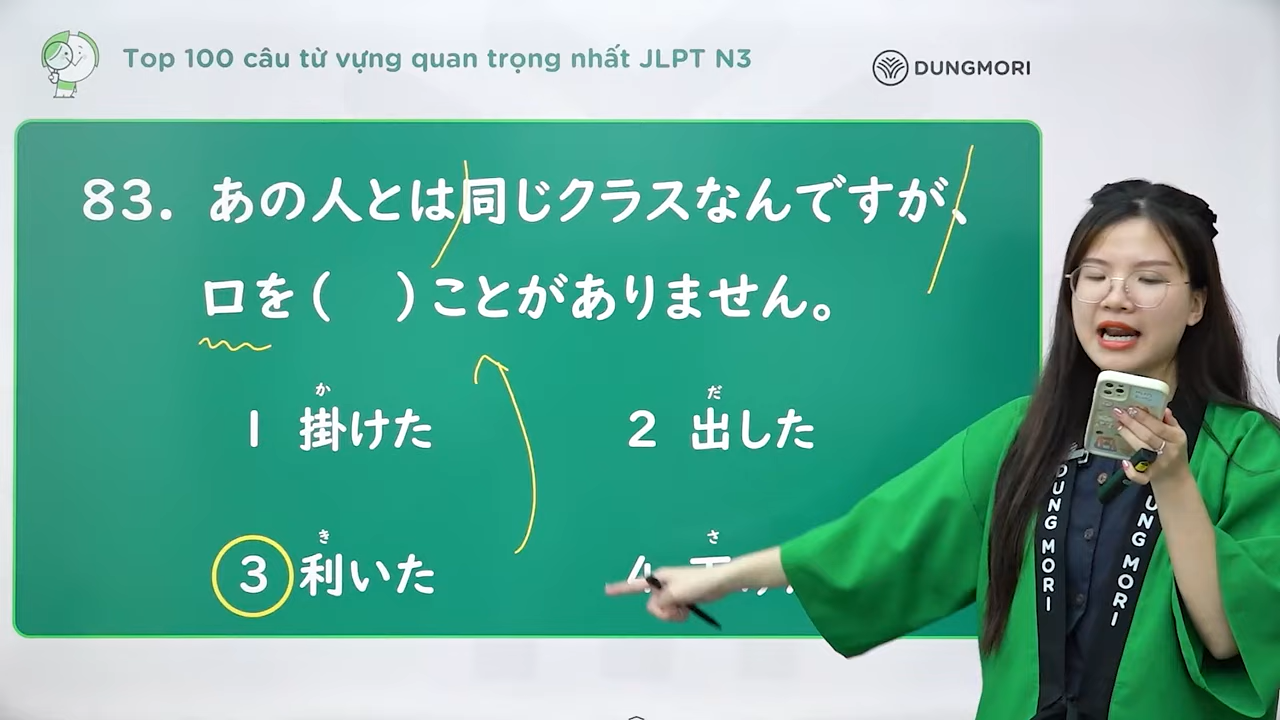 Top 100 câu từ vựng quan trọng nhất JLPT N3
DUNGMORI
83. あの人とは同じクラスなんですが、
口を( )ことがありません。
か
1 掛けた
だ
2 出した
き
3 利いた
さ
4
DUNG MORI
UNG MORI